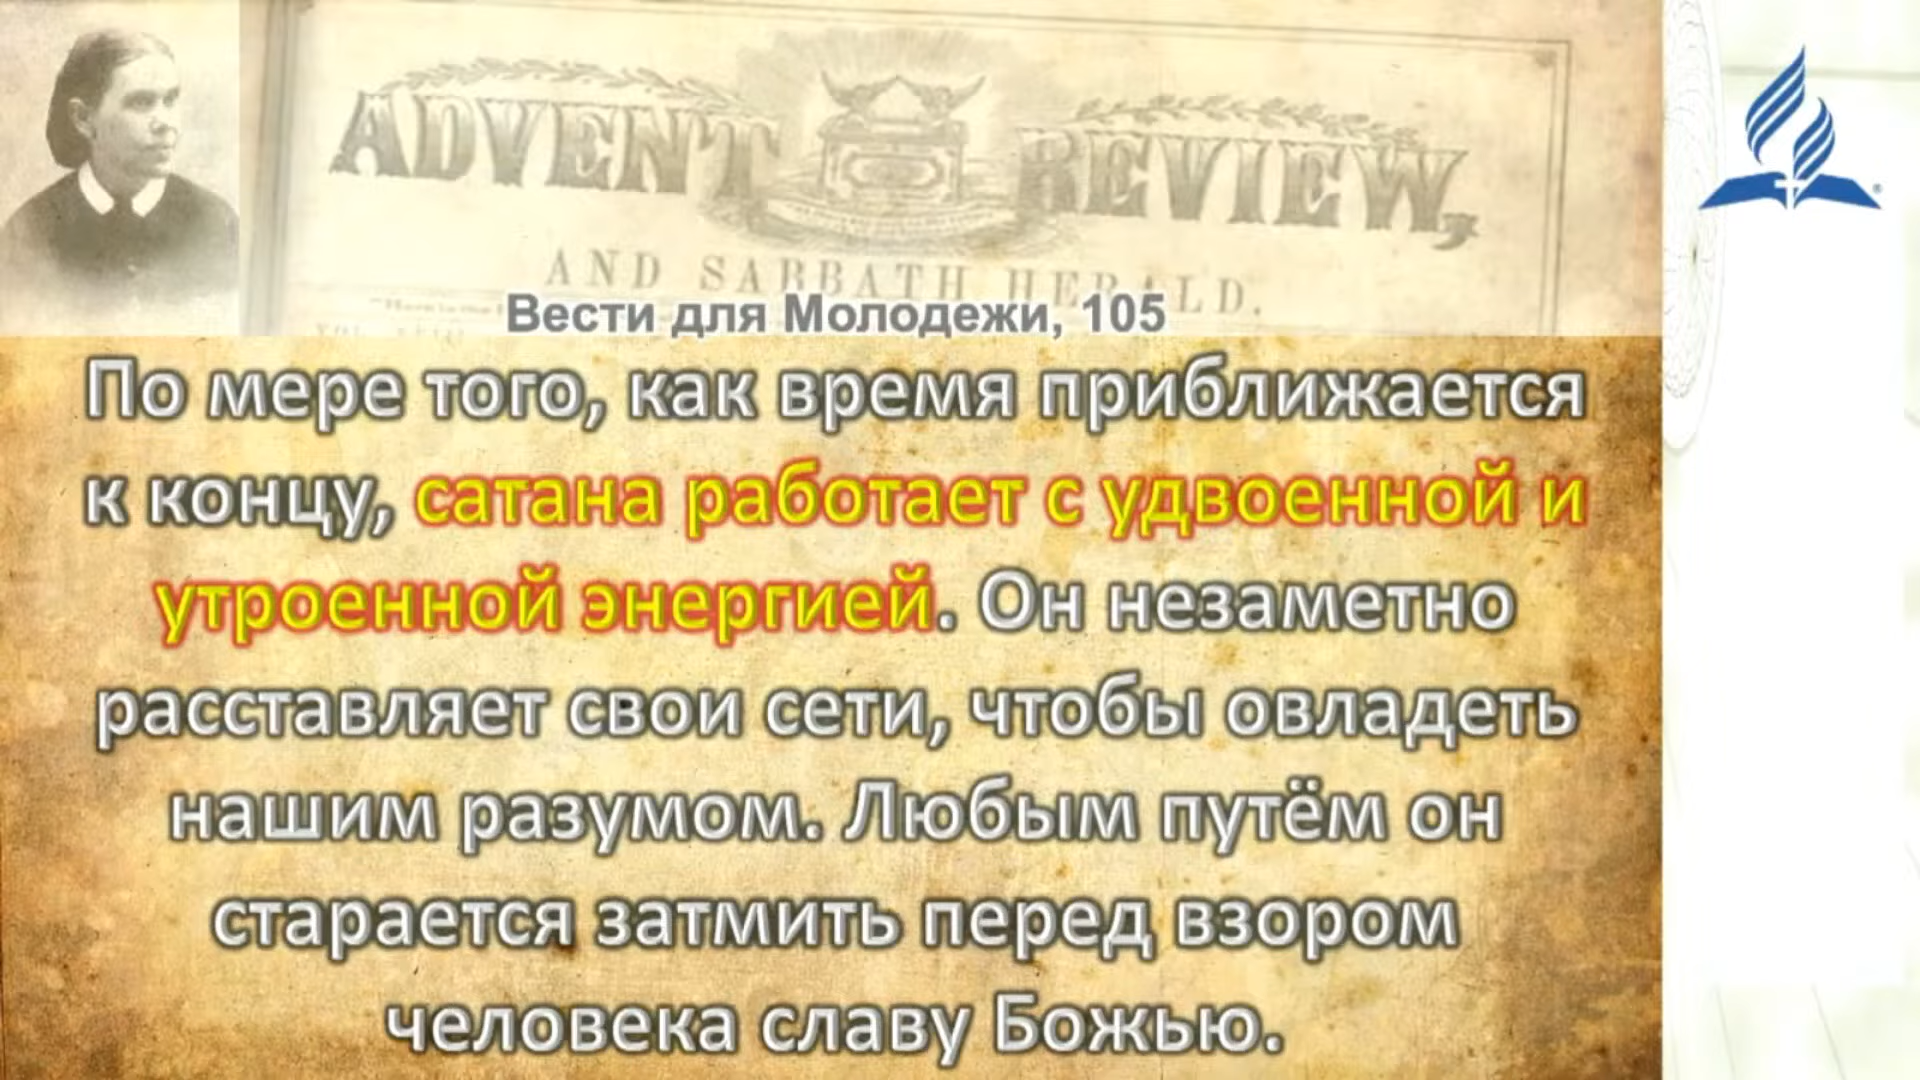 ADVENT REVIEW,
AND SABBATH HERALD.
Вести для Молодежи, 105
По мере того, как время приближается
к концу, сатана работает с удвоенной и
утроенной энергией. Он незаметно
расставляет свои сети, чтобы овладеть
нашим разумом. Любым путём он
старается затмить перед взором
человека славу Божью.